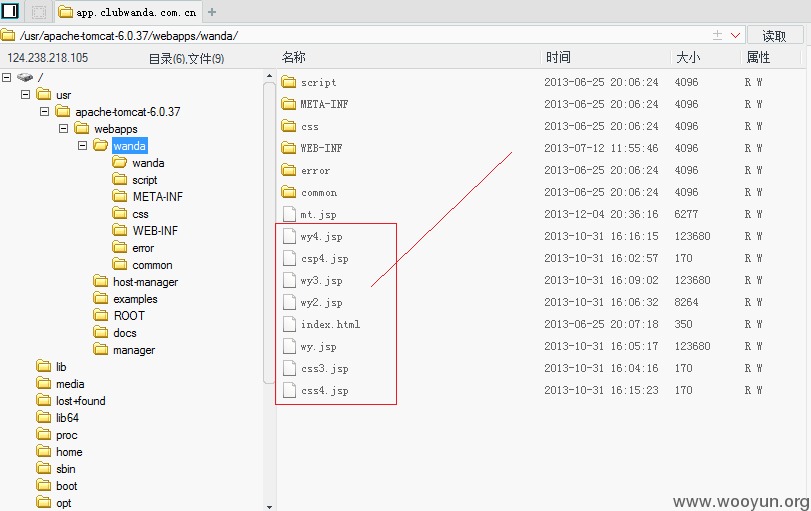 app.clubwanda.com.cn
/usr/apache-tomcat-6.0.37/webapps/wanda/
读取
124.238.218.105
目录(6),文件(9)
名称 时间 大小 属性
/
usr
apache-tomcat-6.0.37
webapps
wanda
wanda
script
META-INF
css
WEB-INF
error
common
host-manager
examples
ROOT
docs
manager
lib
media
lost+found
lib64
proc
home
sbin
boot
opt
script 2013-06-25 20:06:24 4096 R W
META-INF 2013-06-25 20:06:24 4096 R W
css 2013-06-25 20:06:24 4096 R W
WEB-INF 2013-07-12 11:55:46 4096 R W
error 2013-06-25 20:06:24 4096 R W
common 2013-06-25 20:06:24 4096 R W
mt.jsp 2013-12-04 20:36:16 6277 R W
wy4.jsp 2013-10-31 16:16:15 123680 R W
csp4.jsp 2013-10-31 16:02:57 170 R W
wy3.jsp 2013-10-31 16:09:02 123680 R W
wy2.jsp 2013-10-31 16:06:32 8264 R W
index.html 2013-06-25 20:07:18 350 R W
wy.jsp 2013-10-31 16:05:17 123680 R W
css3.jsp 2013-10-31 16:04:16 170 R W
css4.jsp 2013-10-31 16:15:23 170 R W
www.wooyun.org